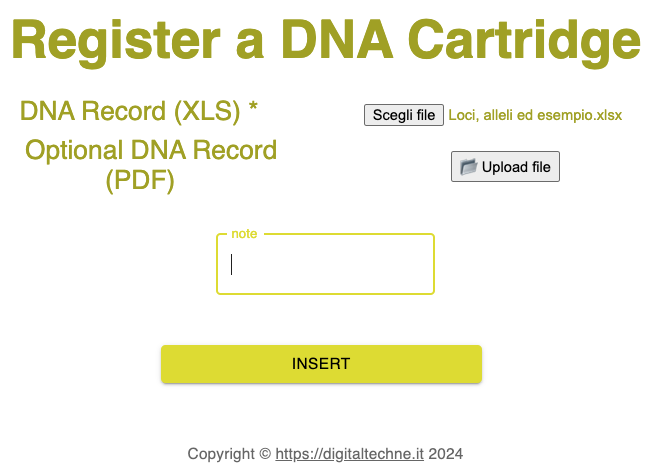 Register a DNA Cartridge
DNA Record (XLS) *
Scegli file Loci, alleli ed esempio.xlsx
Optional DNA Record
(PDF)
Upload file
note
INSERT
Copyright © https://digitaltechne.it 2024